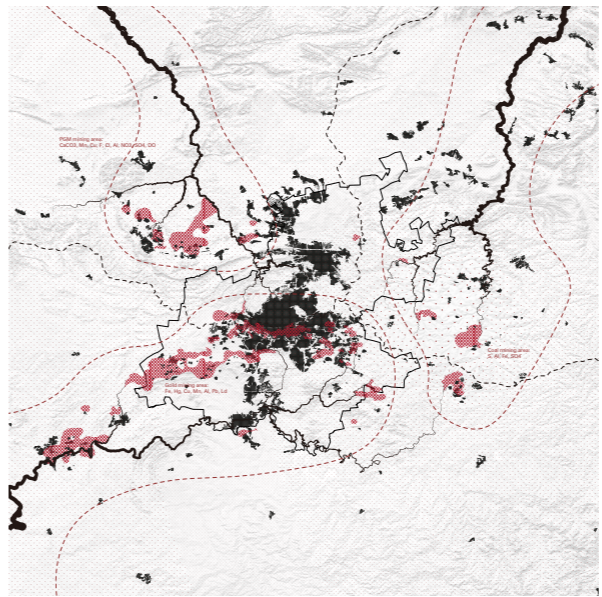 PGM mining area:
CaCO3, Mn, Cu, F, Cl, Al, NO3, SO4, DO
Coal mining area:
S, Al, Fe, SO4
Gold mining area:
Fe, Hg, Cu, Mn, Al, Pb, Ld